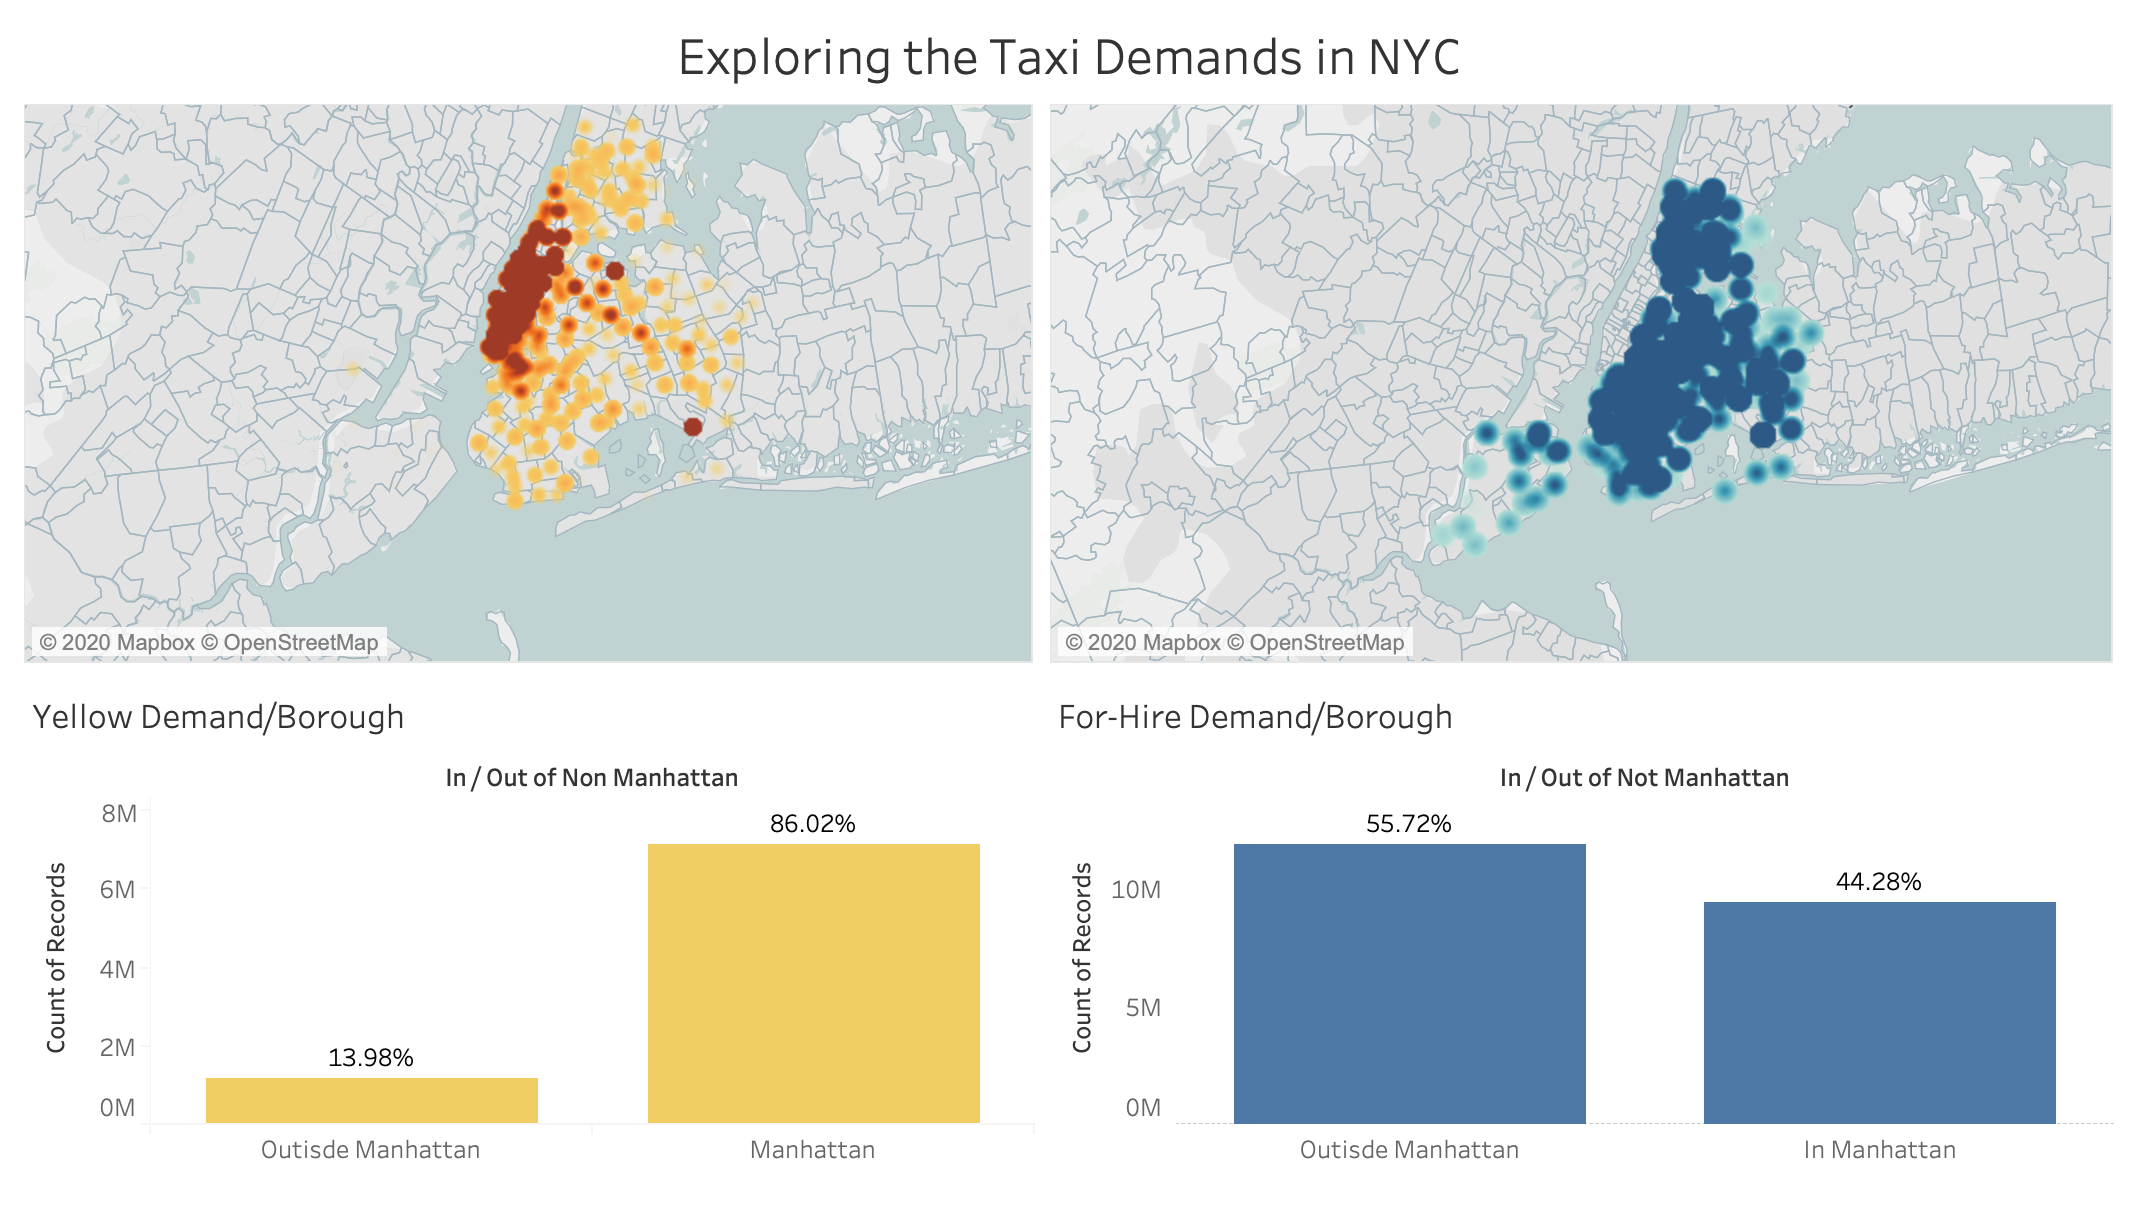 Exploring the Taxi Demands in NYC
© 2020 Mapbox © OpenStreetMap
© 2020 Mapbox © OpenStreetMap
Yellow Demand/Borough
In / Out of Non Manhattan
Count of Records
8M
6M
4M
2M
0M
13.98%
86.02%
Outisde Manhattan
Manhattan
For-Hire Demand/Borough
In / Out of Not Manhattan
Count of Records
10M
5M
0M
55.72%
44.28%
Outisde Manhattan
In Manhattan